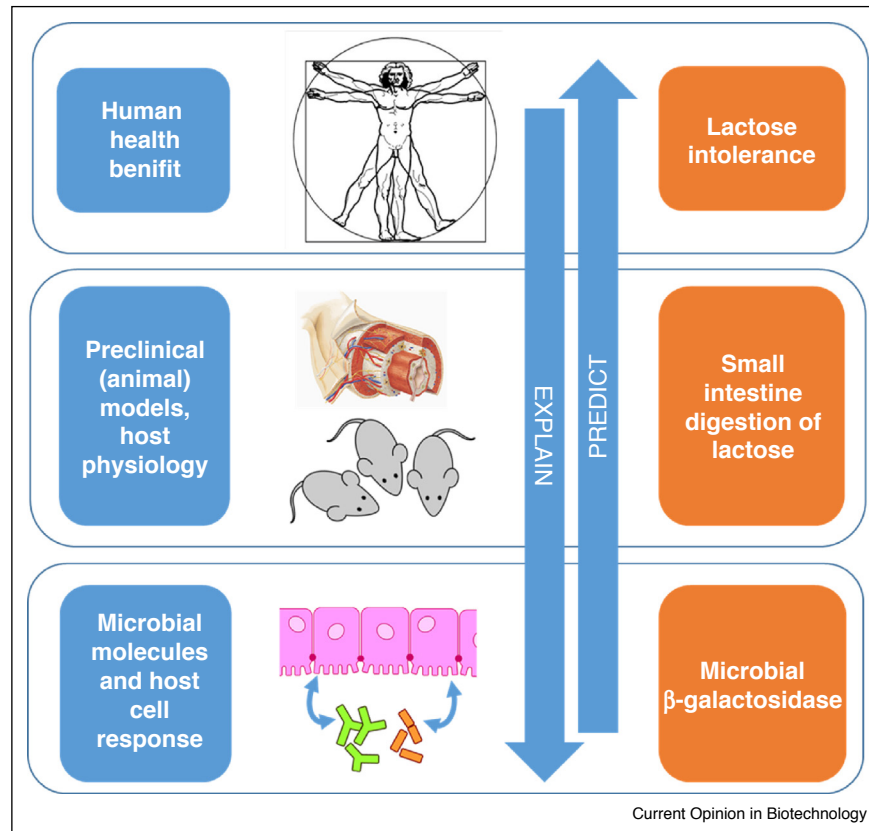 Human
health
benifit
Lactose
intolerance
Preclinical
(animal)
models,
host
physiology
EXPLAIN
PREDICT
Small
intestine
digestion of
lactose
Microbial
molecules
and host
cell
response
Microbial
β-galactosidase
Current Opinion in Biotechnology